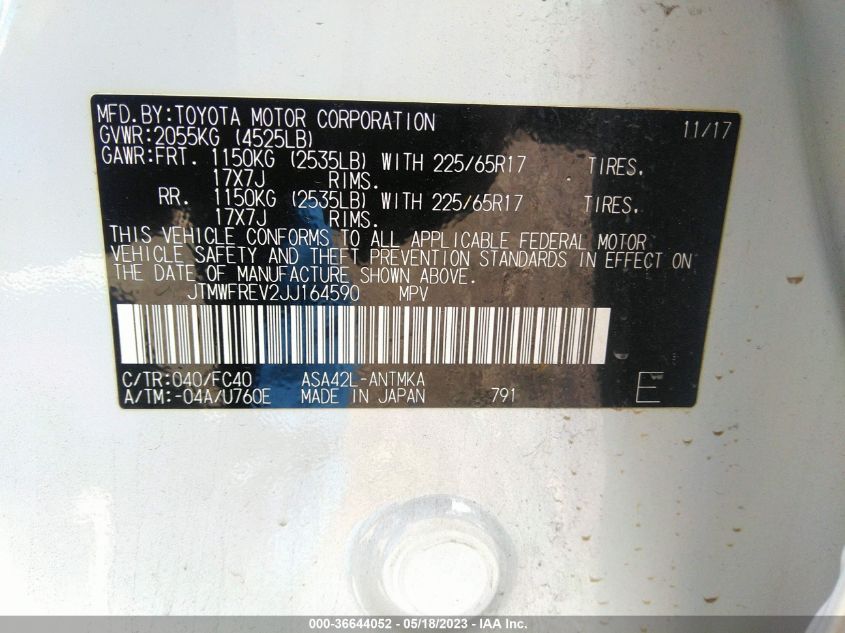 MFD.BY:TOYOTA MOTOR CORPORATION 11/17
GVWR:2055KG (4525LB)
GAWR:FRT. 1150KG (2535LB) WITH 225/65R17 TIRES.
17X7J RIMS.
RR. 1150KG (2535LB) WITH 225/65R17 TIRES.
17X7J RIMS.
THIS VEHICLE CONFORMS TO ALL APPLICABLE FEDERAL MOTOR
VEHICLE SAFETY AND THEFT PREVENTION STANDARDS IN EFFECT ON
THE DATE OF MANUFACTURE SHOWN ABOVE.
JTMWFREV2JJ164590 MPV
C/TR:040/FC40 ASA42L-ANTMKA
A/TM:-04A/U760E MADE IN JAPAN 791 E
000-36644052 - 05/18/2023 - IAA Inc.